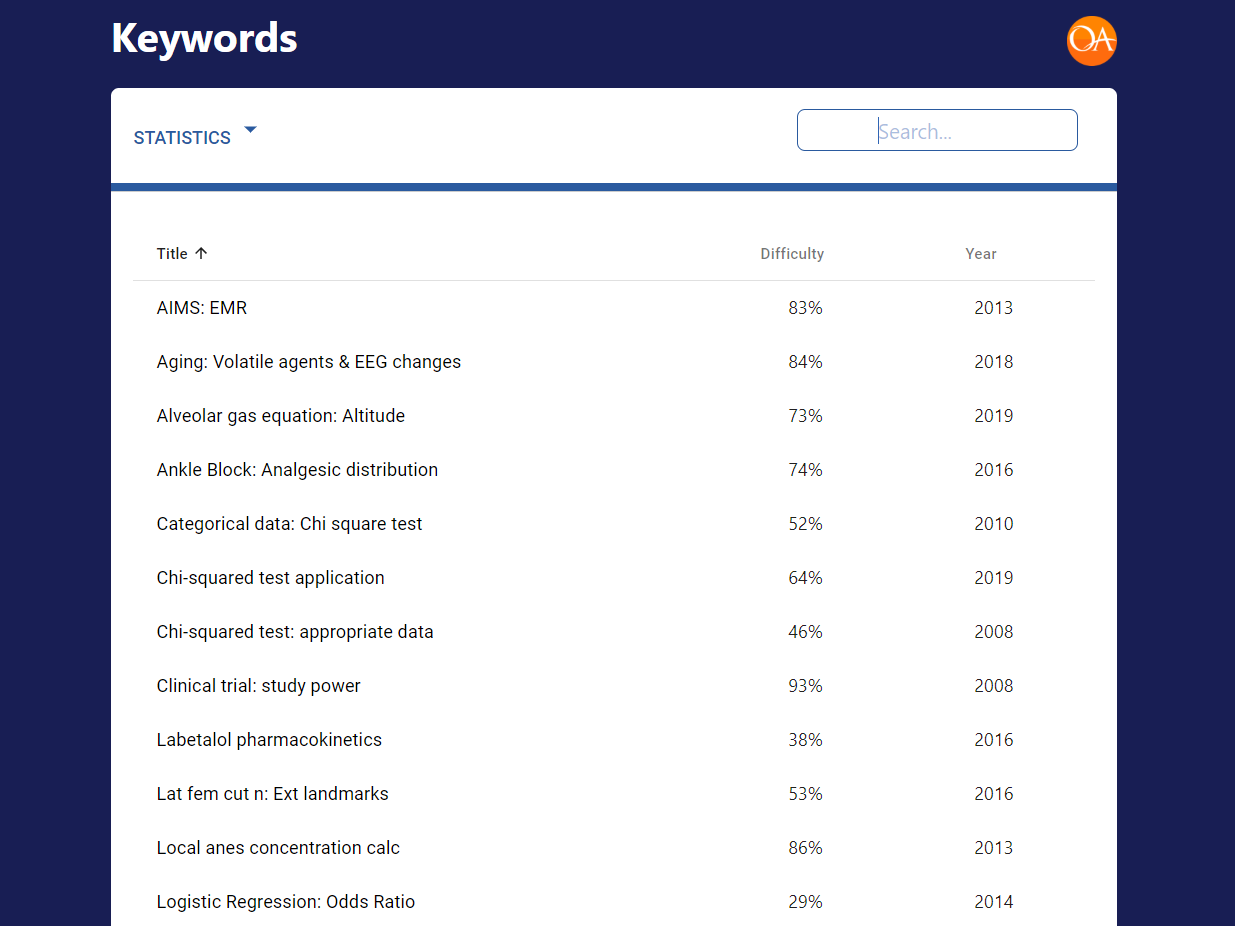 Keywords
OA
STATISTICS
Search...
Title Difficulty Year
AIMS: EMR 83% 2013
Aging: Volatile agents & EEG changes 84% 2018
Alveolar gas equation: Altitude 73% 2019
Ankle Block: Analgesic distribution 74% 2016
Categorical data: Chi square test 52% 2010
Chi-squared test application 64% 2019
Chi-squared test: appropriate data 46% 2008
Clinical trial: study power 93% 2008
Labetalol pharmacokinetics 38% 2016
Lat fem cut n: Ext landmarks 53% 2016
Local anes concentration calc 86% 2013
Logistic Regression: Odds Ratio 29% 2014